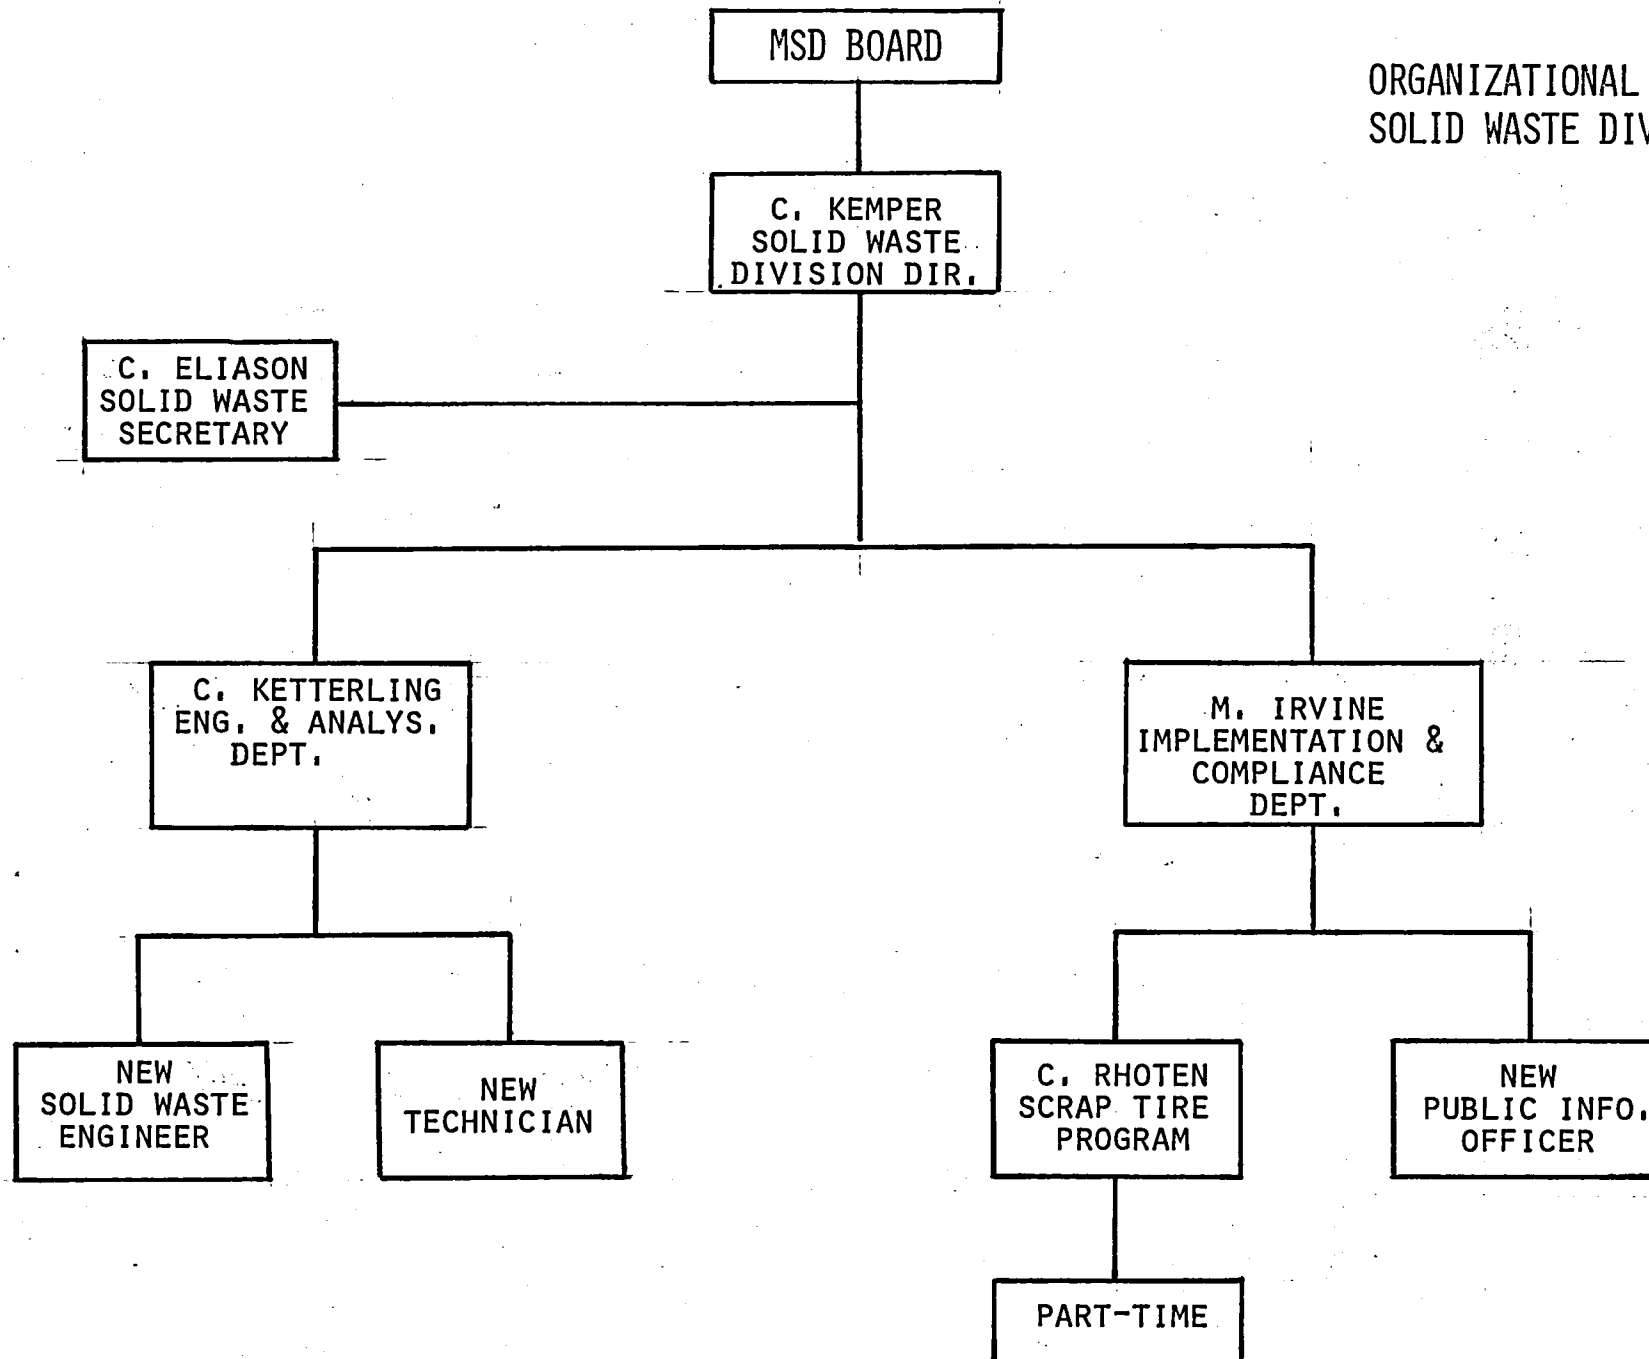 MSD BOARD
ORGANIZATIONAL
SOLID WASTE DIV
C. KEMPER
SOLID WASTE
DIVISION DIR.
C. ELIASON
SOLID WASTE
SECRETARY
C. KETTERLING
ENG. & ANALYS.
DEPT.
M. IRVINE
IMPLEMENTATION &
COMPLIANCE
DEPT.
NEW
SOLID WASTE
ENGINEER
NEW
TECHNICIAN
C. RHOTEN
SCRAP TIRE
PROGRAM
NEW
PUBLIC INFO.
OFFICER
PART-TIME